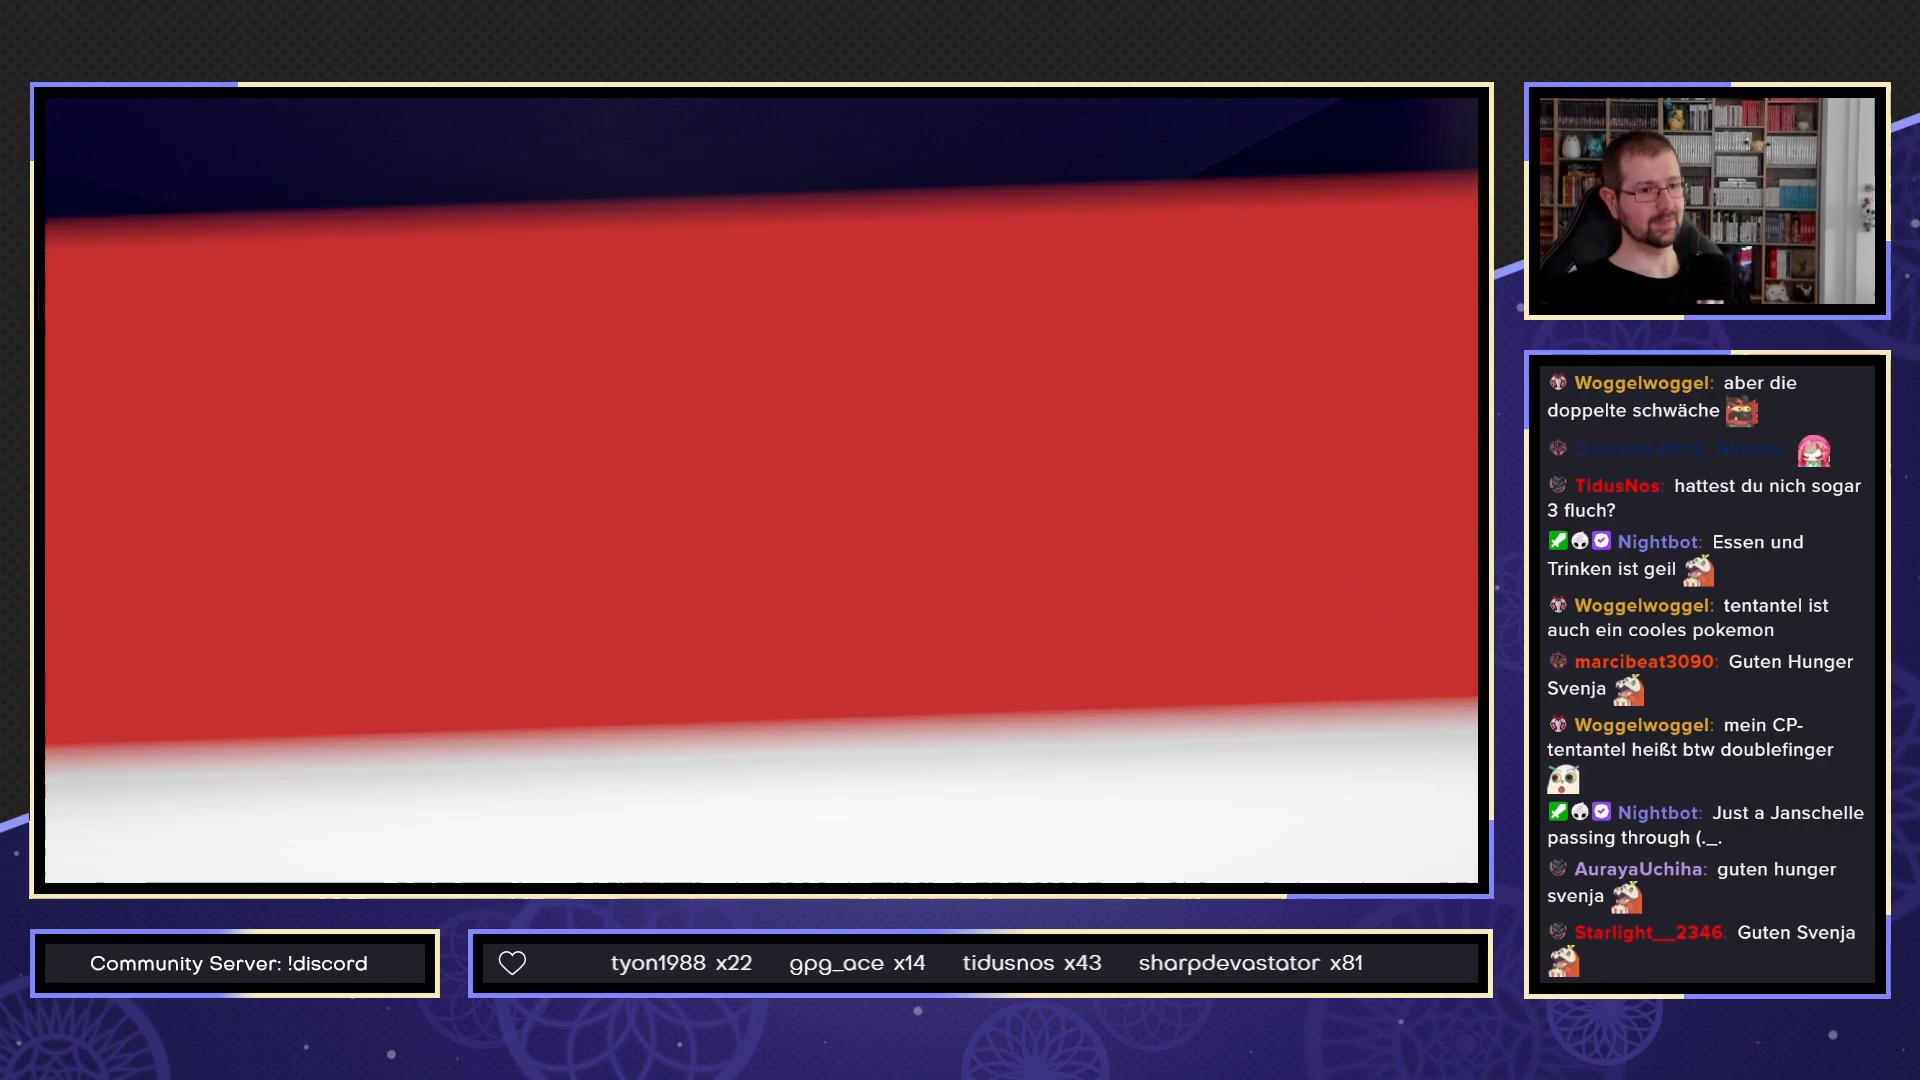 Woggelwoggel: aber die
doppelte schwäche
TidusNos: hattest du nich sogar
3 fluch?
Nightbot: Essen und
Trinken ist geil
Woggelwoggel: tentantel ist
auch ein cooles pokemon
marcibeat3090: Guten Hunger
Svenja
Woggelwoggel: mein CP-
tentantel heißt btw doublefinger
Nightbot: Just a Janschelle
passing through (._.
AurayaUchiha: guten hunger
svenja
Starlight__2346: Guten Svenja
Community Server: !discord
tyon1988 x22 gpg_ace x14 tidusnos x43 sharpdevastator x81